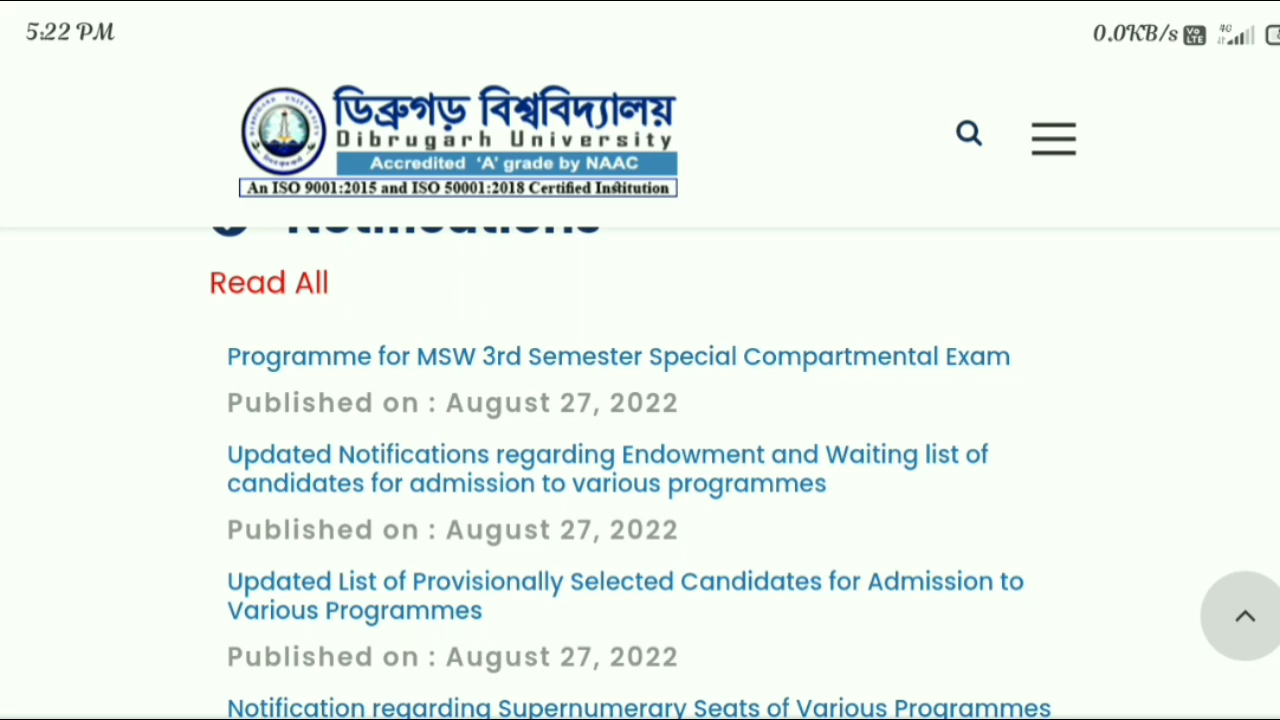 5:22 PM
0.0KB/s Vo LTE 4G
ডিব্রুগড় বিশ্ববিদ্যালয়
Dibrugarh University
Accredited ‘A’ grade by NAAC
An ISO 9001:2015 and ISO 50001:2018 Certified Institution
Notifications
Read All
Programme for MSW 3rd Semester Special Compartmental Exam
Published on : August 27, 2022
Updated Notifications regarding Endowment and Waiting list of
candidates for admission to various programmes
Published on : August 27, 2022
Updated List of Provisionally Selected Candidates for Admission to
Various Programmes
Published on : August 27, 2022
Notification regarding Supernumerary Seats of Various Programmes